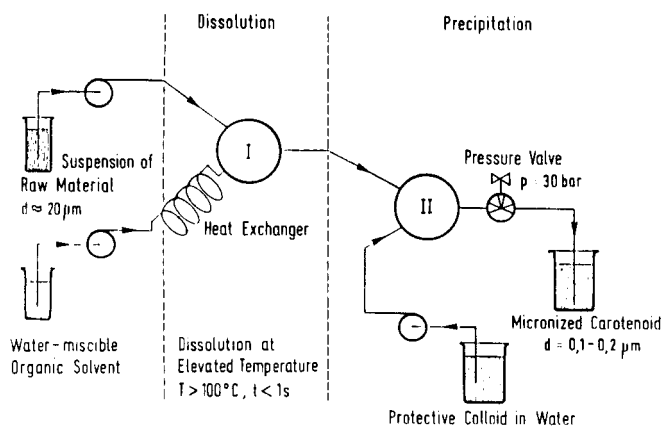 Dissolution
Precipitation
I
Suspension of
Raw Material
d ≈ 20 μm
Heat Exchanger
Pressure Valve
p = 30 bar
II
Water-miscible
Organic Solvent
Dissolution at
Elevated Temperature
T > 100°C, t < 1s
Micronized Carotenoid
d = 0,1-0,2 μm
Protective Colloid in Water